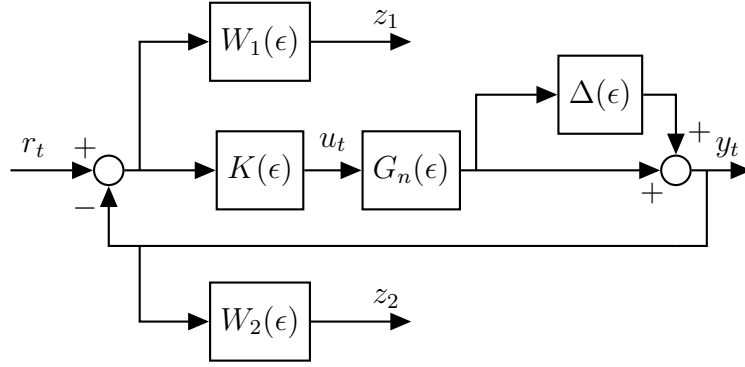 W_1(ϵ)
z_1
Δ(ϵ)
r_t
+
K(ϵ)
u_t
G_n(ϵ)
+
y_t
−
+
W_2(ϵ)
z_2